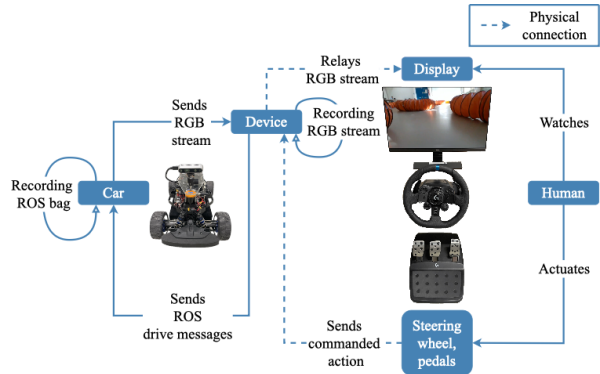 Physical
connection
Relays
RGB stream
Display
Sends
RGB
stream
Device
Recording
RGB stream
Watches
Recording
ROS bag
Car
Human
Actuates
Sends
ROS
drive messages
Sends
commanded
action
Steering
wheel,
pedals